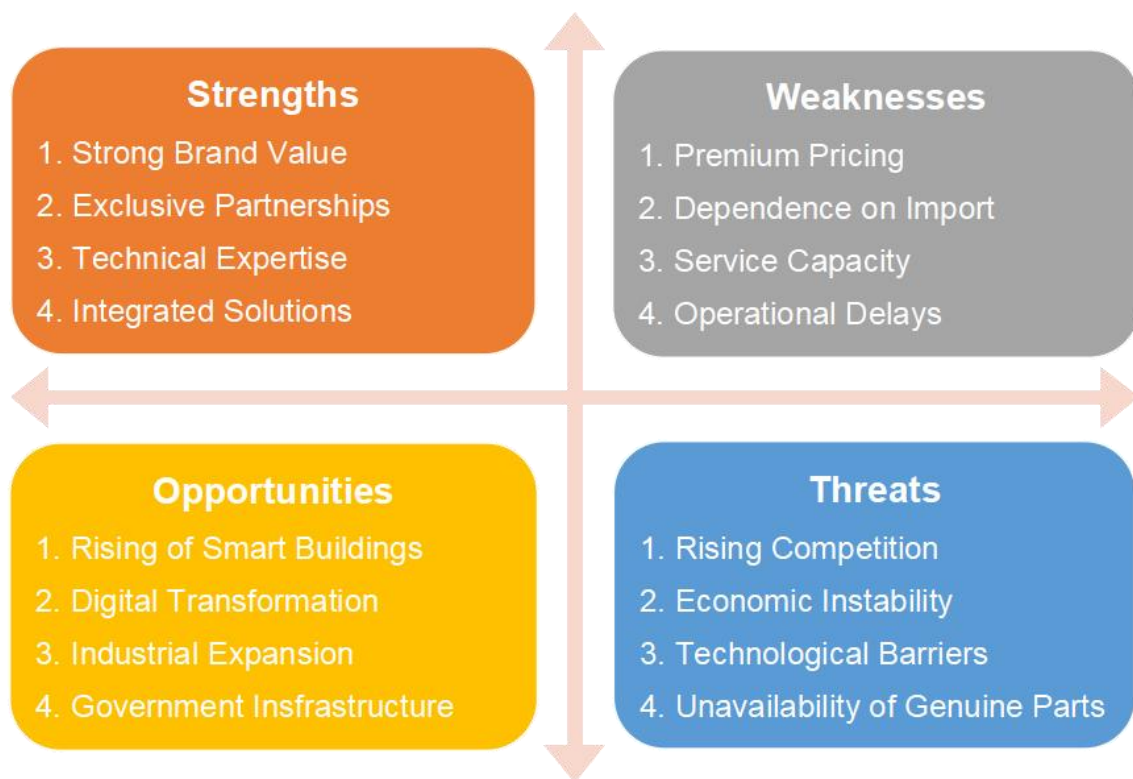 Strengths
1. Strong Brand Value
2. Exclusive Partnerships
3. Technical Expertise
4. Integrated Solutions
Weaknesses
1. Premium Pricing
2. Dependence on Import
3. Service Capacity
4. Operational Delays
Opportunities
1. Rising of Smart Buildings
2. Digital Transformation
3. Industrial Expansion
4. Government Insfrastructure
Threats
1. Rising Competition
2. Economic Instability
3. Technological Barriers
4. Unavailability of Genuine Parts